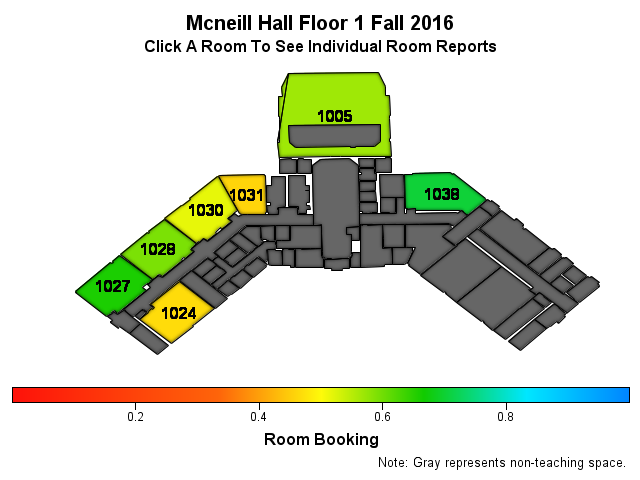 Mcneill Hall Floor 1 Fall 2016
Click A Room To See Individual Room Reports
1005
1031
1038
1030
1028
1027
1024
0.2 0.4 0.6 0.8
Room Booking
Note: Gray represents non-teaching space.